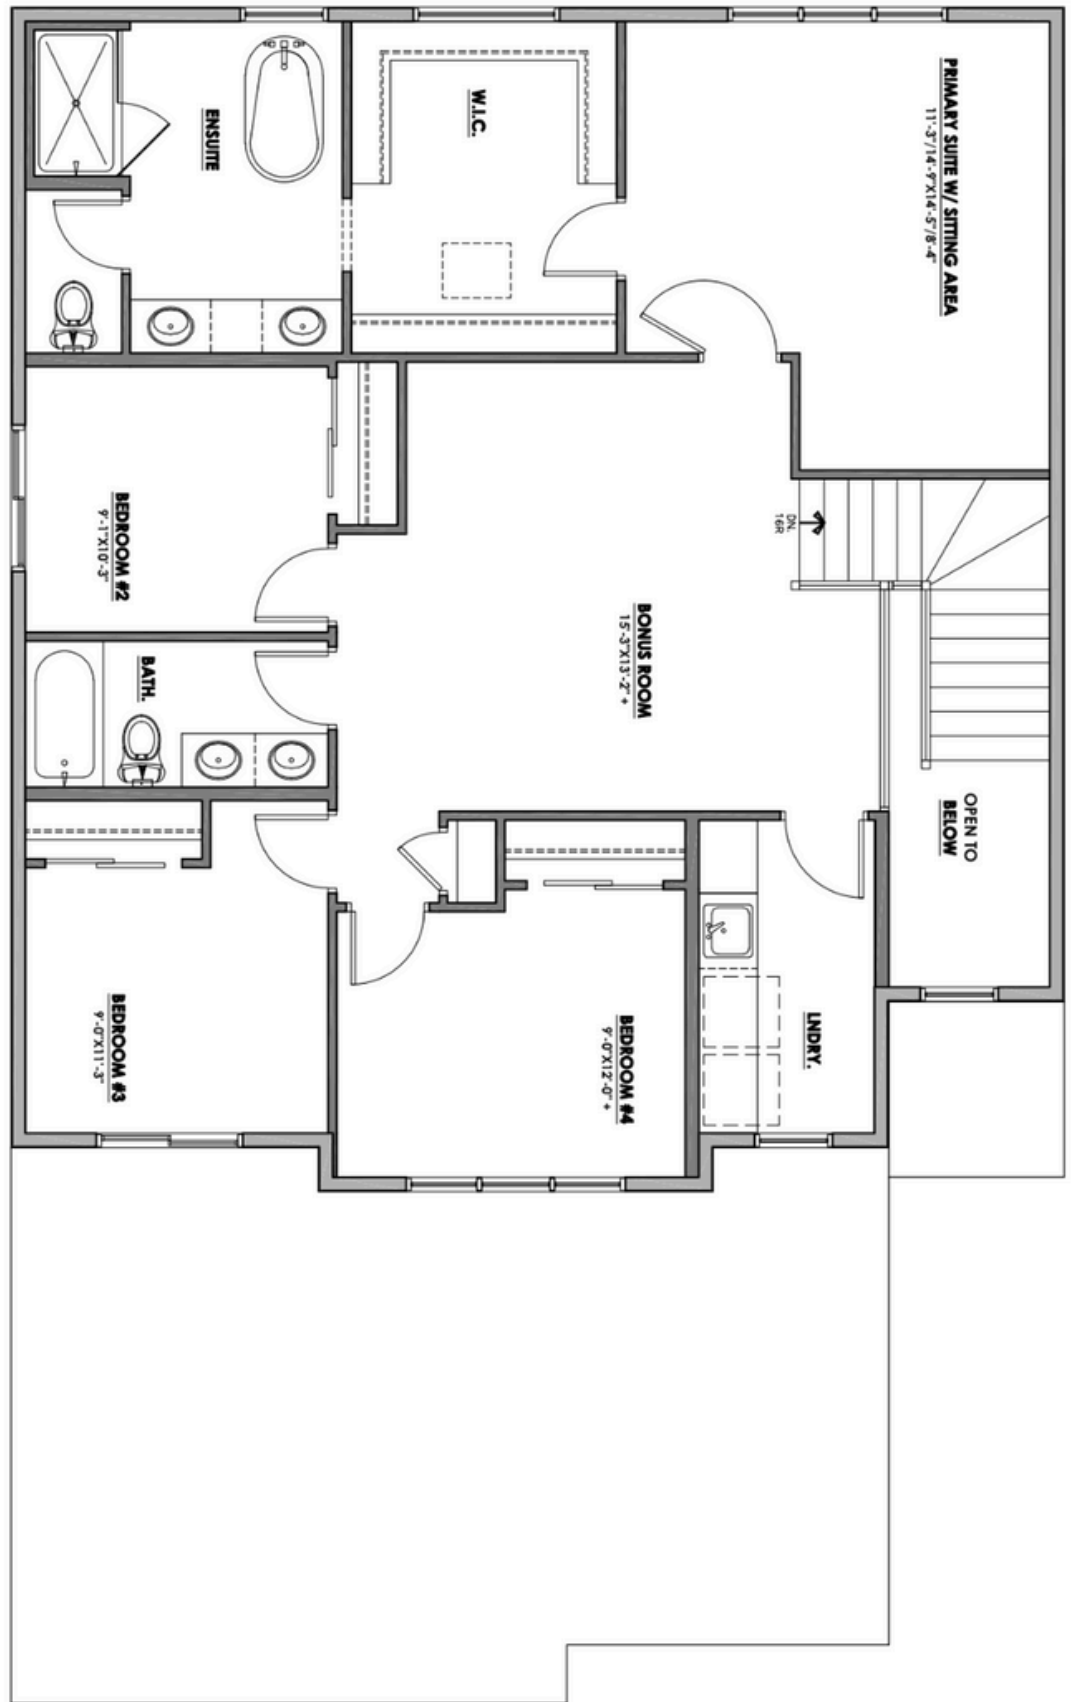 PRIMARY SUITE W/ SITTING AREA
11'-3"/14'-9"X14'-5"/8'-4"
W.I.C.
ENSUITE
BEDROOM #2
9'-1"X10'-3"
DN.
16R
BONUS ROOM
15'-3"X13'-2" +
BATH.
OPEN TO
BELOW
BEDROOM #3
9'-0"X11'-3"
BEDROOM #4
9'-0"X12'-0" +
LNDRY.